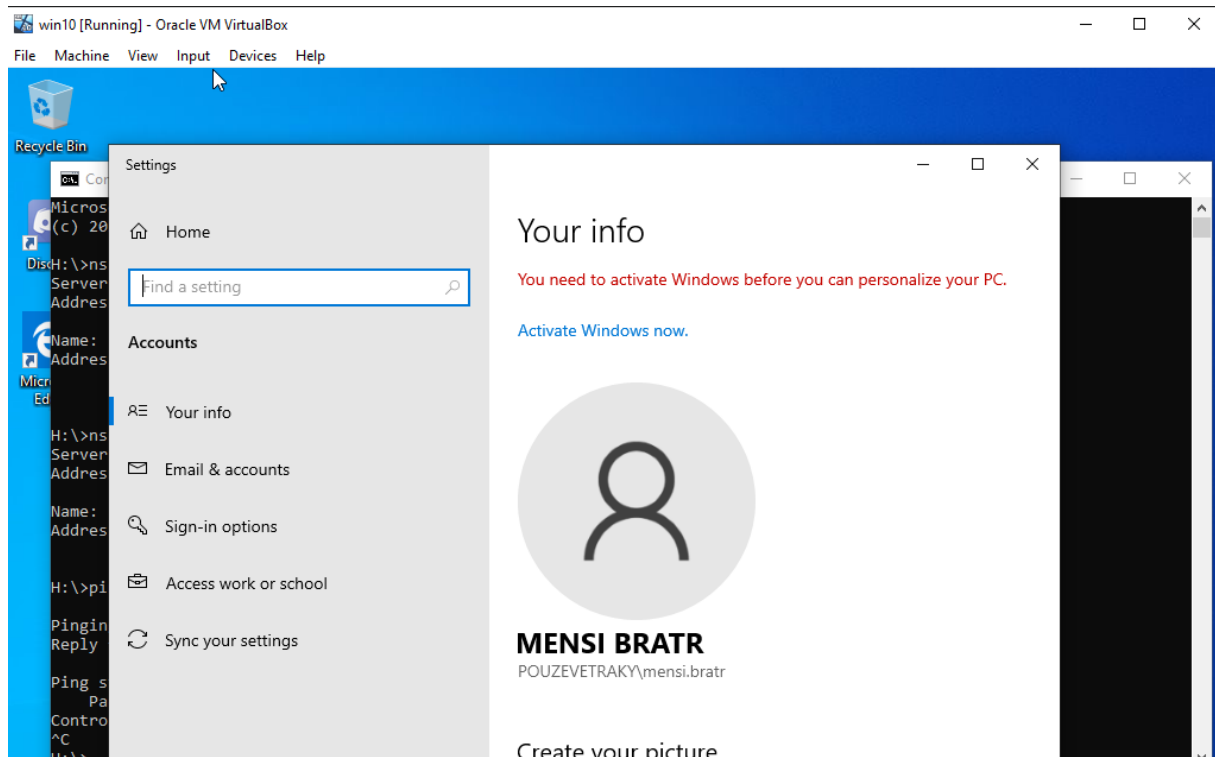 win10 [Running] - Oracle VM VirtualBox
File Machine View Input Devices Help
Recycle Bin
Settings
Home
Find a setting
Accounts
Your info
Email & accounts
Sign-in options
Access work or school
Sync your settings
Your info
You need to activate Windows before you can personalize your PC.
Activate Windows now.
MENSI BRATR
POUZEVETRAKY\mensi.bratr
Create your picture
Micros
(c) 20
H:\>ns
Server
Addres
Name:
Addres
H:\>ns
Server
Addres
Name:
Addres
H:\>pi
Pingin
Reply
Ping s
Pa
Contro
^C